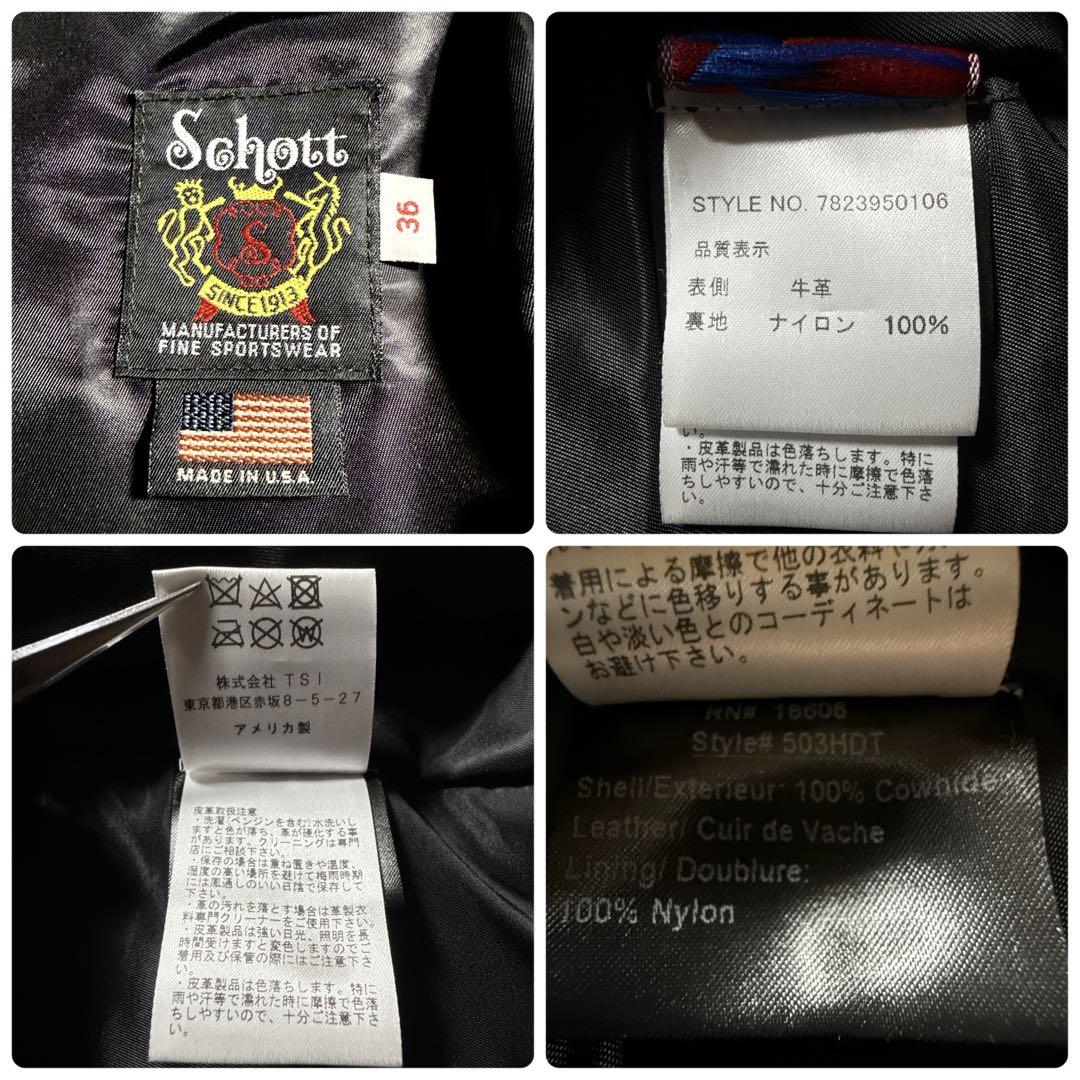 Schott
36
S
SINCE 1913
MANUFACTURERS OF
FINE SPORTSWEAR
MADE IN U.S.A.
STYLE NO. 7823950106
品質表示
表側 牛革
裏地 ナイロン 100%
い。
・皮革製品は色落ちします。特に
雨や汗等で濡れた時に摩擦で色落
ちしやすいので、十分ご注意下さ
い。
W
株式会社 TSI
東京都港区赤坂8-5-27
アメリカ製
皮革取扱注意
・洗濯(ベンジンを含む)水洗いし
ますと色が落ち、革が硬化する事
があります。クリーニングは専門
店にご相談下さい。
・保存の場合は重ね置きや温度、
湿度の高い場所を避けて梅雨時期
には風通しのいい日陰で保存して
下さい。
・革の汚れを落とす場合は革製衣
料専門クリーナーをご使用下さい。
・皮革製品は強い日光、照明を長
時間受けますと変色しますのでご
着用及び保管の際にはご注意下さ
い。
・皮革製品は色落ちします。特に
雨や汗等で濡れた時に摩擦で色落
ちしやすいので、十分ご注意下さ
い。
着用による摩擦で他の衣料や
ンなどに色移りする事があります。
白や淡い色とのコーディネートは
お避け下さい。
RN# 16606
Style# 503HDT
Shell/Exterieur: 100% Cowhide
Leather/ Cuir de Vache
Lining/ Doublure:
100% Nylon